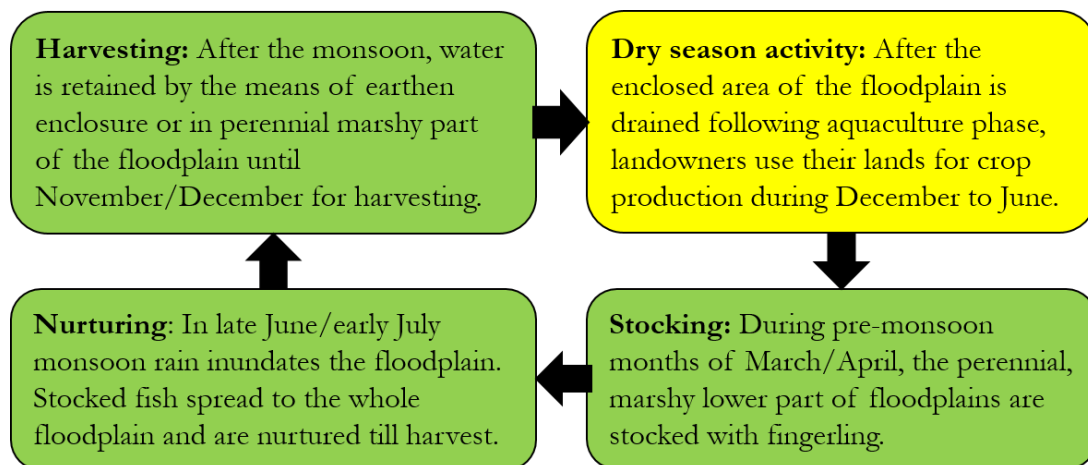 Harvesting: After the monsoon, water
is retained by the means of earthen
enclosure or in perennial marshy part
of the floodplain until
November/December for harvesting.
Dry season activity: After the
enclosed area of the floodplain is
drained following aquaculture phase,
landowners use their lands for crop
production during December to June.
Nurturing: In late June/early July
monsoon rain inundates the floodplain.
Stocked fish spread to the whole
floodplain and are nurtured till harvest.
Stocking: During pre-monsoon
months of March/April, the perennial,
marshy lower part of floodplains are
stocked with fingerling.